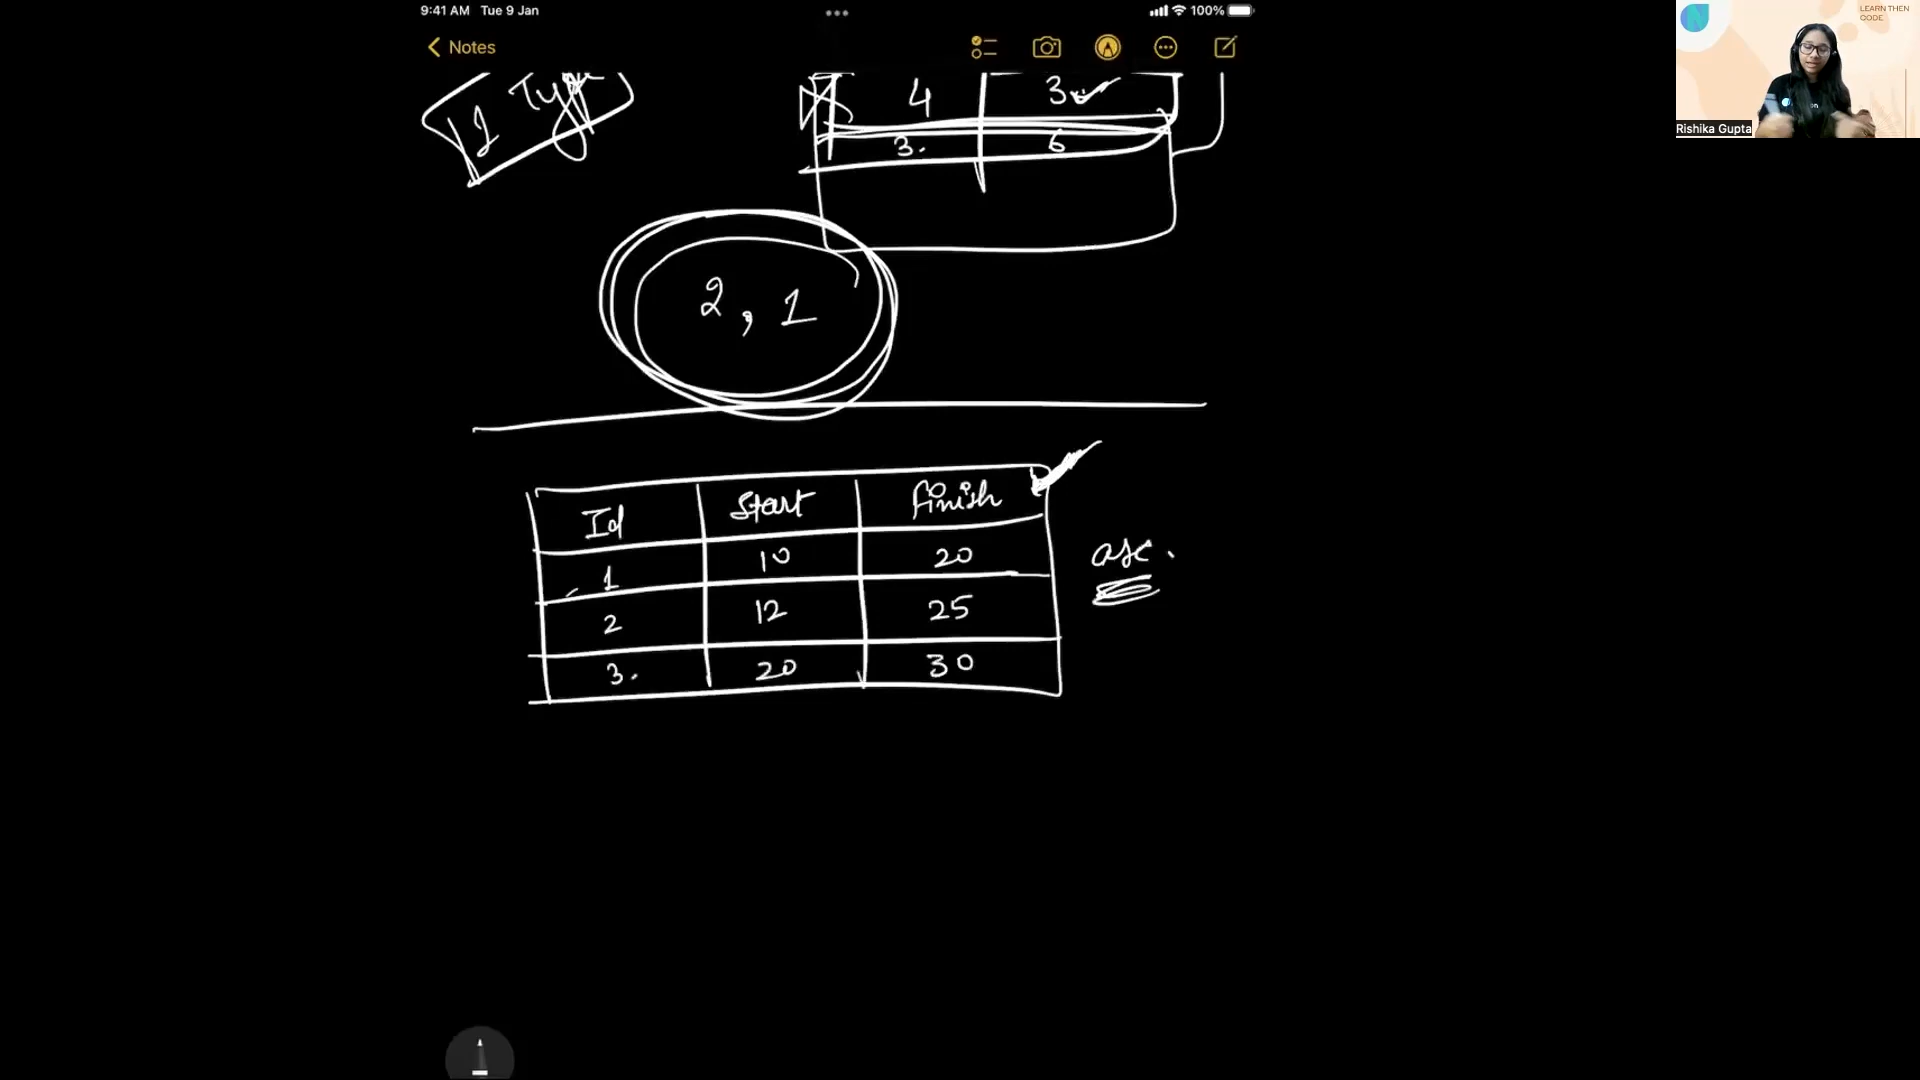 9:41 AM Tue 9 Jan
100%
Notes
LEARN THEN
CODE
Rishika Gupta
4 3
3. 6
2, 1
Id Start finish
1 10 20
2 12 25
3. 20 30
asc.